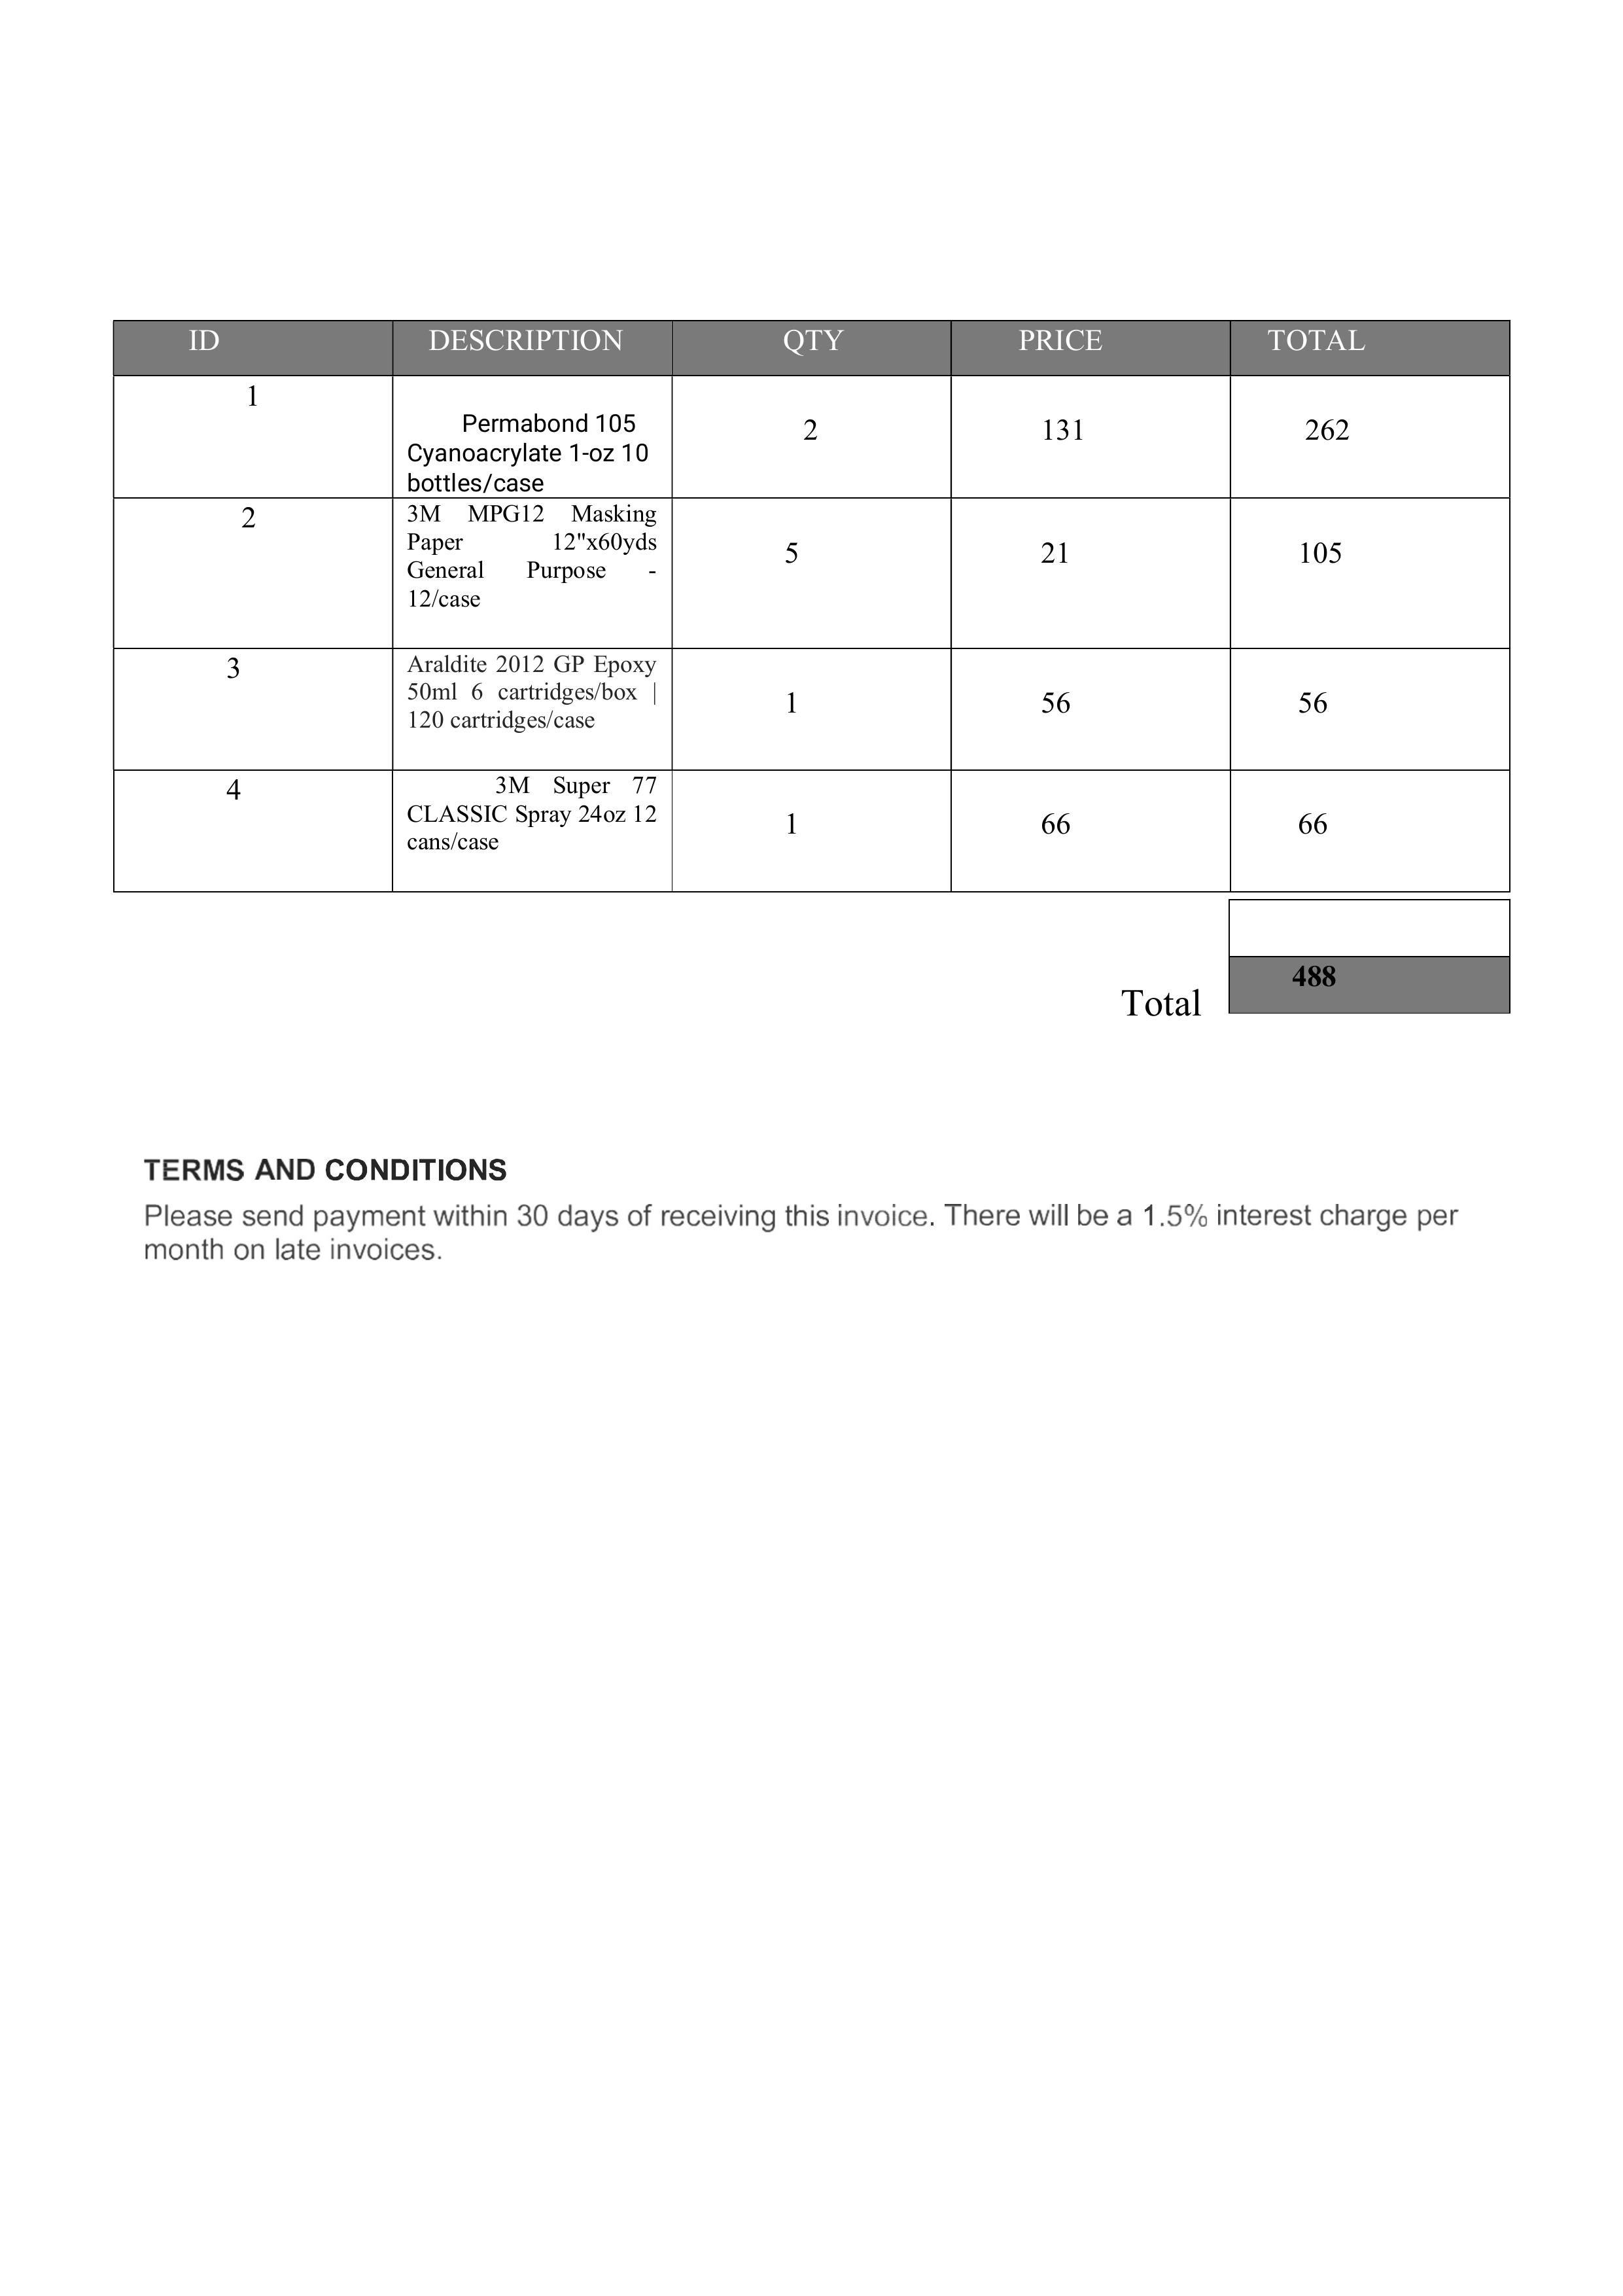 ID DESCRIPTION QTY PRICE TOTAL
1
Permabond 105
Cyanoacrylate 1-oz 10
bottles/case
2 131 262
2
3M MPG12 Masking
Paper 12"x60yds
General Purpose -
12/case
5 21 105
3
Araldite 2012 GP Epoxy
50ml 6 cartridges/box |
120 cartridges/case
1 56 56
4
3M Super 77
CLASSIC Spray 24oz 12
cans/case
1 66 66
Total 488
TERMS AND CONDITIONS
Please send payment within 30 days of receiving this invoice. There will be a 1.5% interest charge per
month on late invoices.